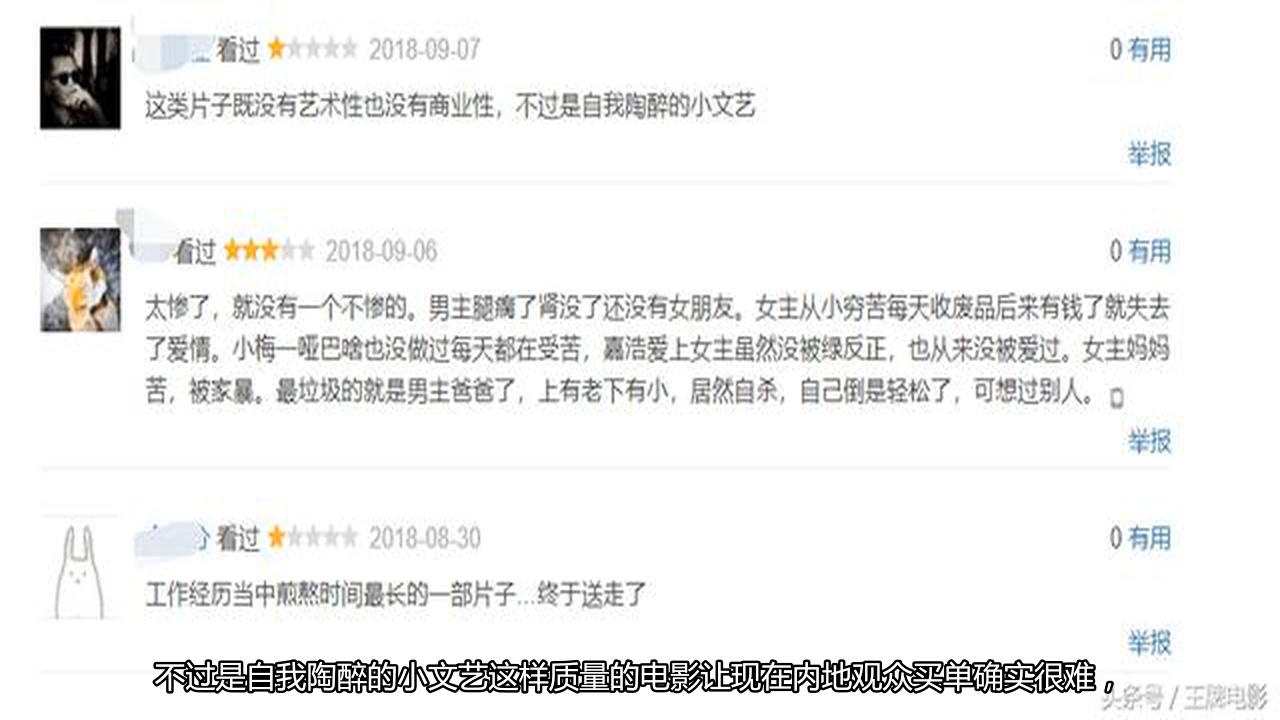 看过 2018-09-07 0 有用
这类片子既没有艺术性也没有商业性，不过是自我陶醉的小文艺
举报
看过 2018-09-06 0 有用
太惨了，就没有一个不惨的。男主腿瘸了肾没了还没有女朋友。女主从小穷苦每天收废品后来有钱了就失去
了爱情。小梅一哑巴啥也没做过每天都在受苦，嘉浩爱上女主虽然没被绿反正，也从来没被爱过。女主妈妈
苦，被家暴。最垃圾的就是男主爸爸了，上有老下有小，居然自杀，自己倒是轻松了，可想过别人。
举报
看过 2018-08-30 0 有用
工作经历当中煎熬时间最长的一部片子...终于送走了
举报
不过是自我陶醉的小文艺这样质量的电影让现在内地观众买单确实很难，
头条号 / 王牌电影